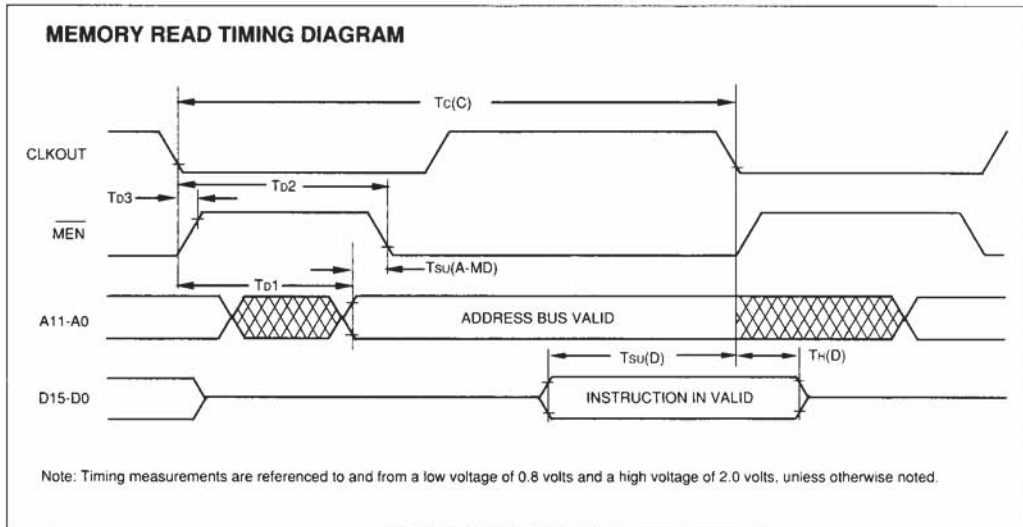 MEMORY READ TIMING DIAGRAM
Tc(C)
CLKOUT
TD3
TD2
MEN
TSU(A-MD)
TD1
A11-A0
ADDRESS BUS VALID
TSU(D)
TH(D)
D15-D0
INSTRUCTION IN VALID
Note: Timing measurements are referenced to and from a low voltage of 0.8 volts and a high voltage of 2.0 volts, unless otherwise noted.